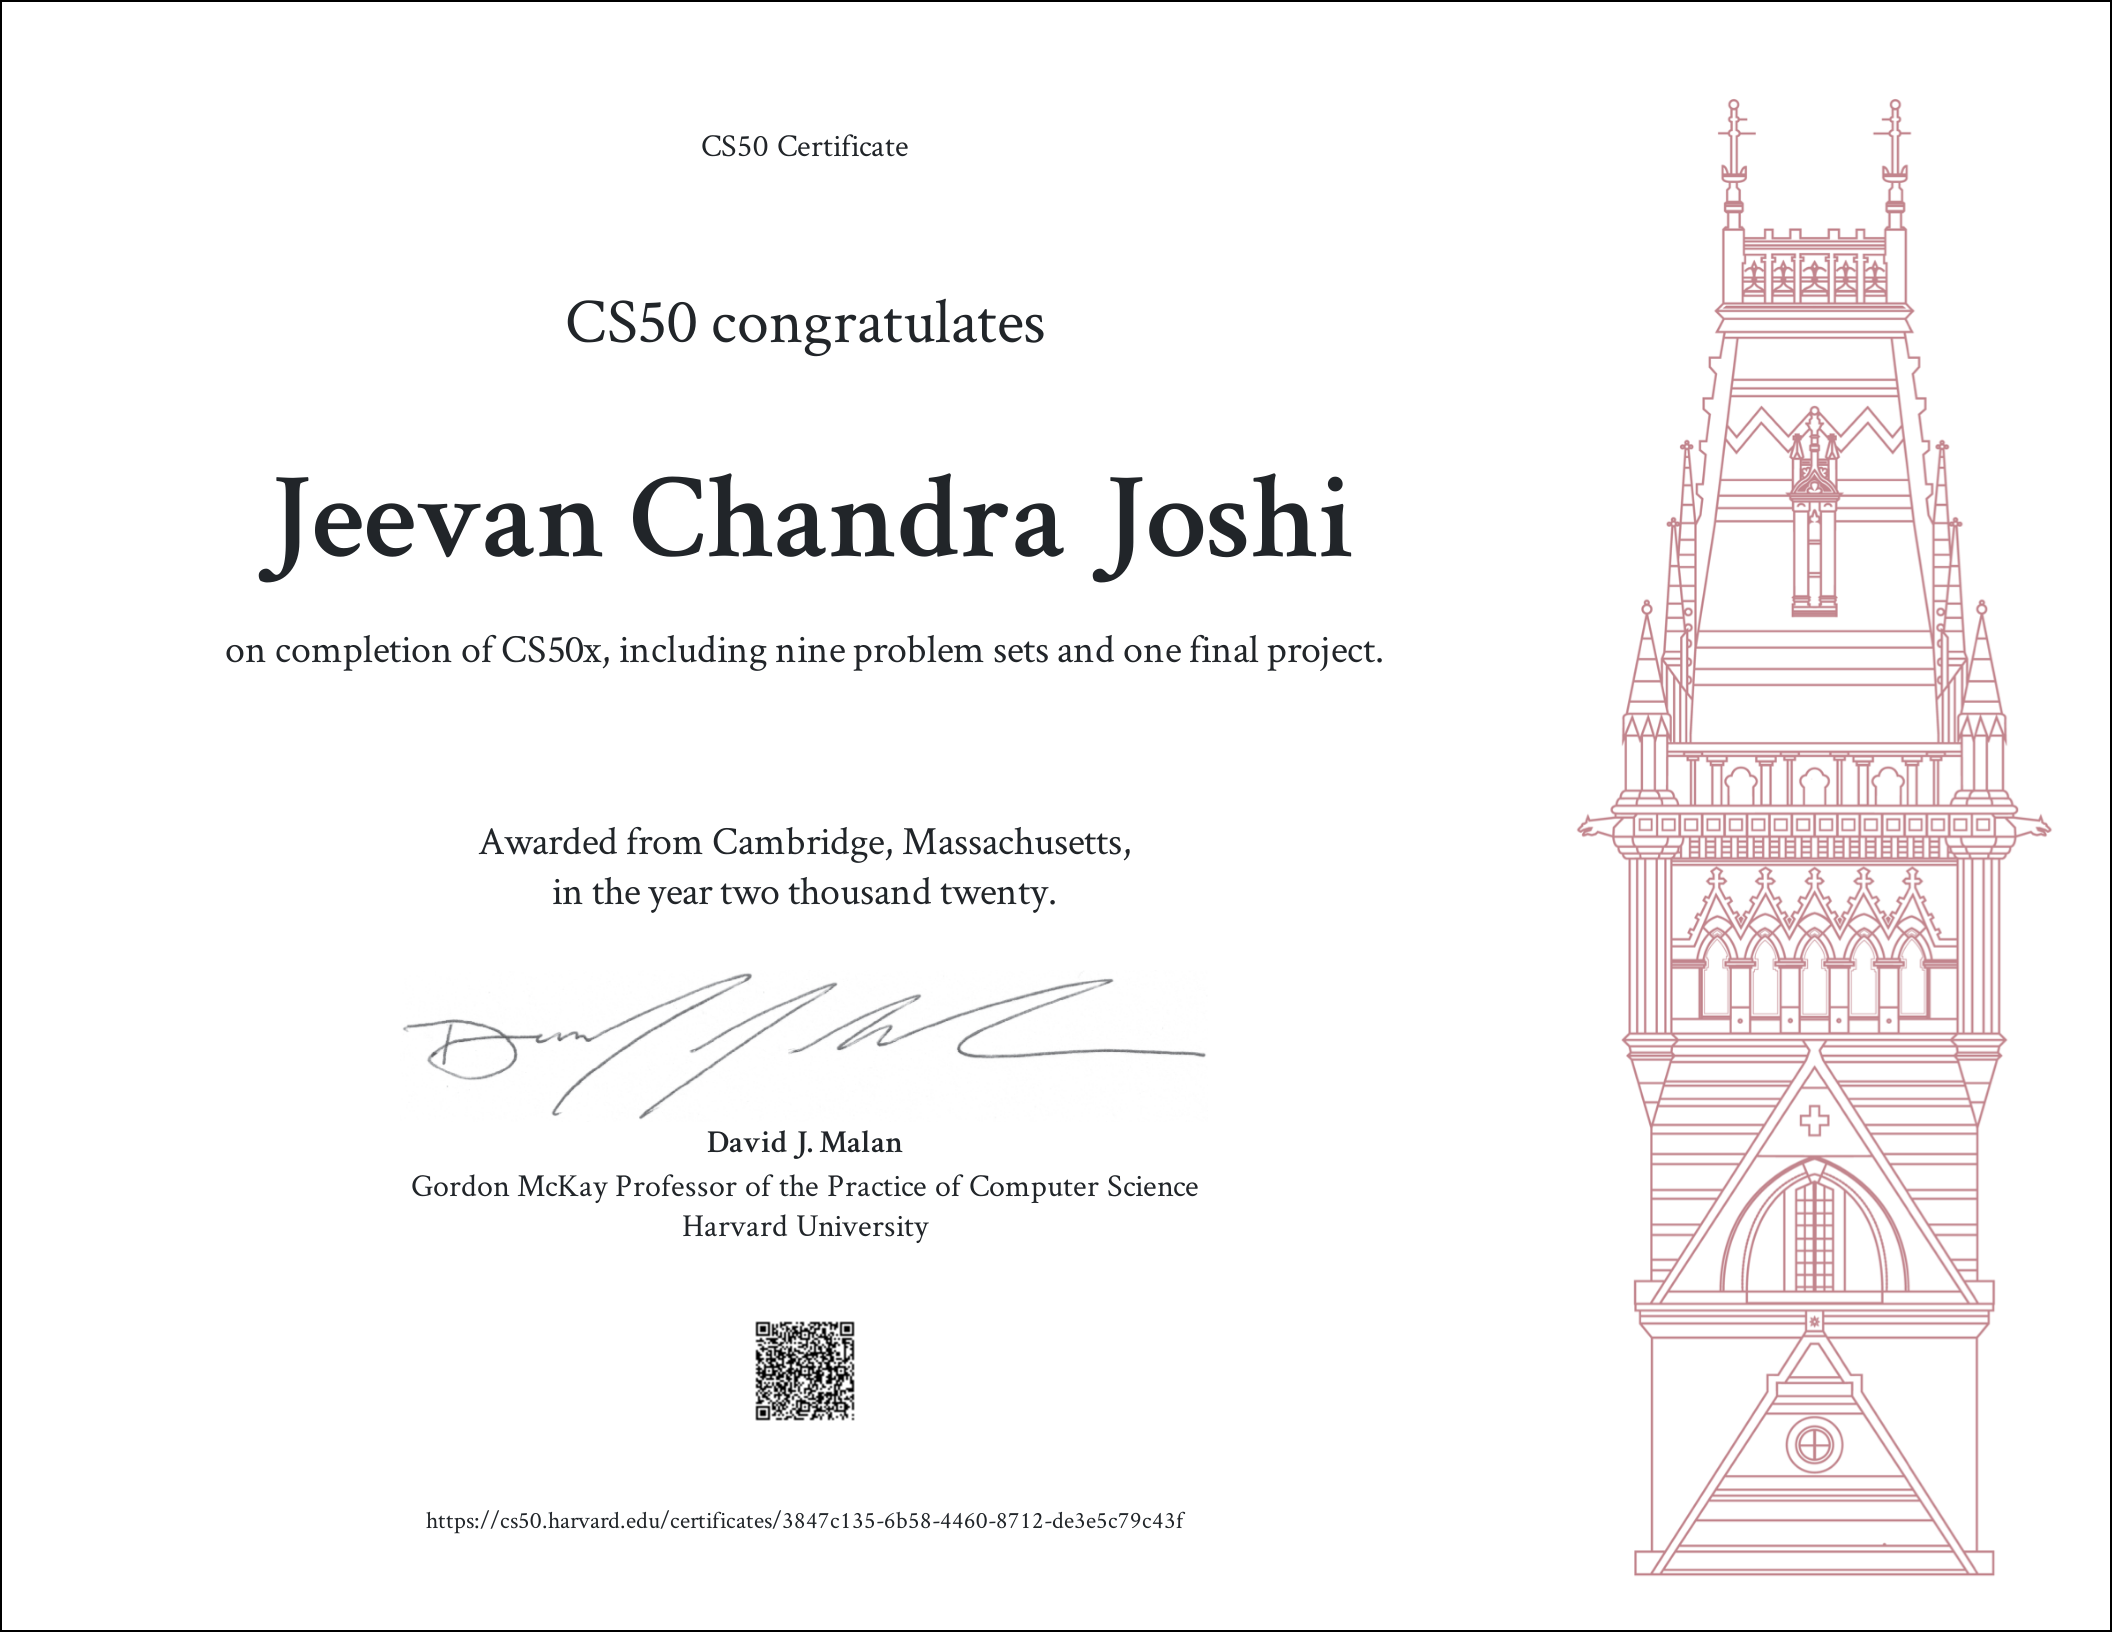 CS50 Certificate
CS50 congratulates
Jeevan Chandra Joshi
on completion of CS50x, including nine problem sets and one final project.
Awarded from Cambridge, Massachusetts,
in the year two thousand twenty.
David J. Malan
Gordon McKay Professor of the Practice of Computer Science
Harvard University
https://cs50.harvard.edu/certificates/3847c135-6b58-4460-8712-de3e5c79c43f